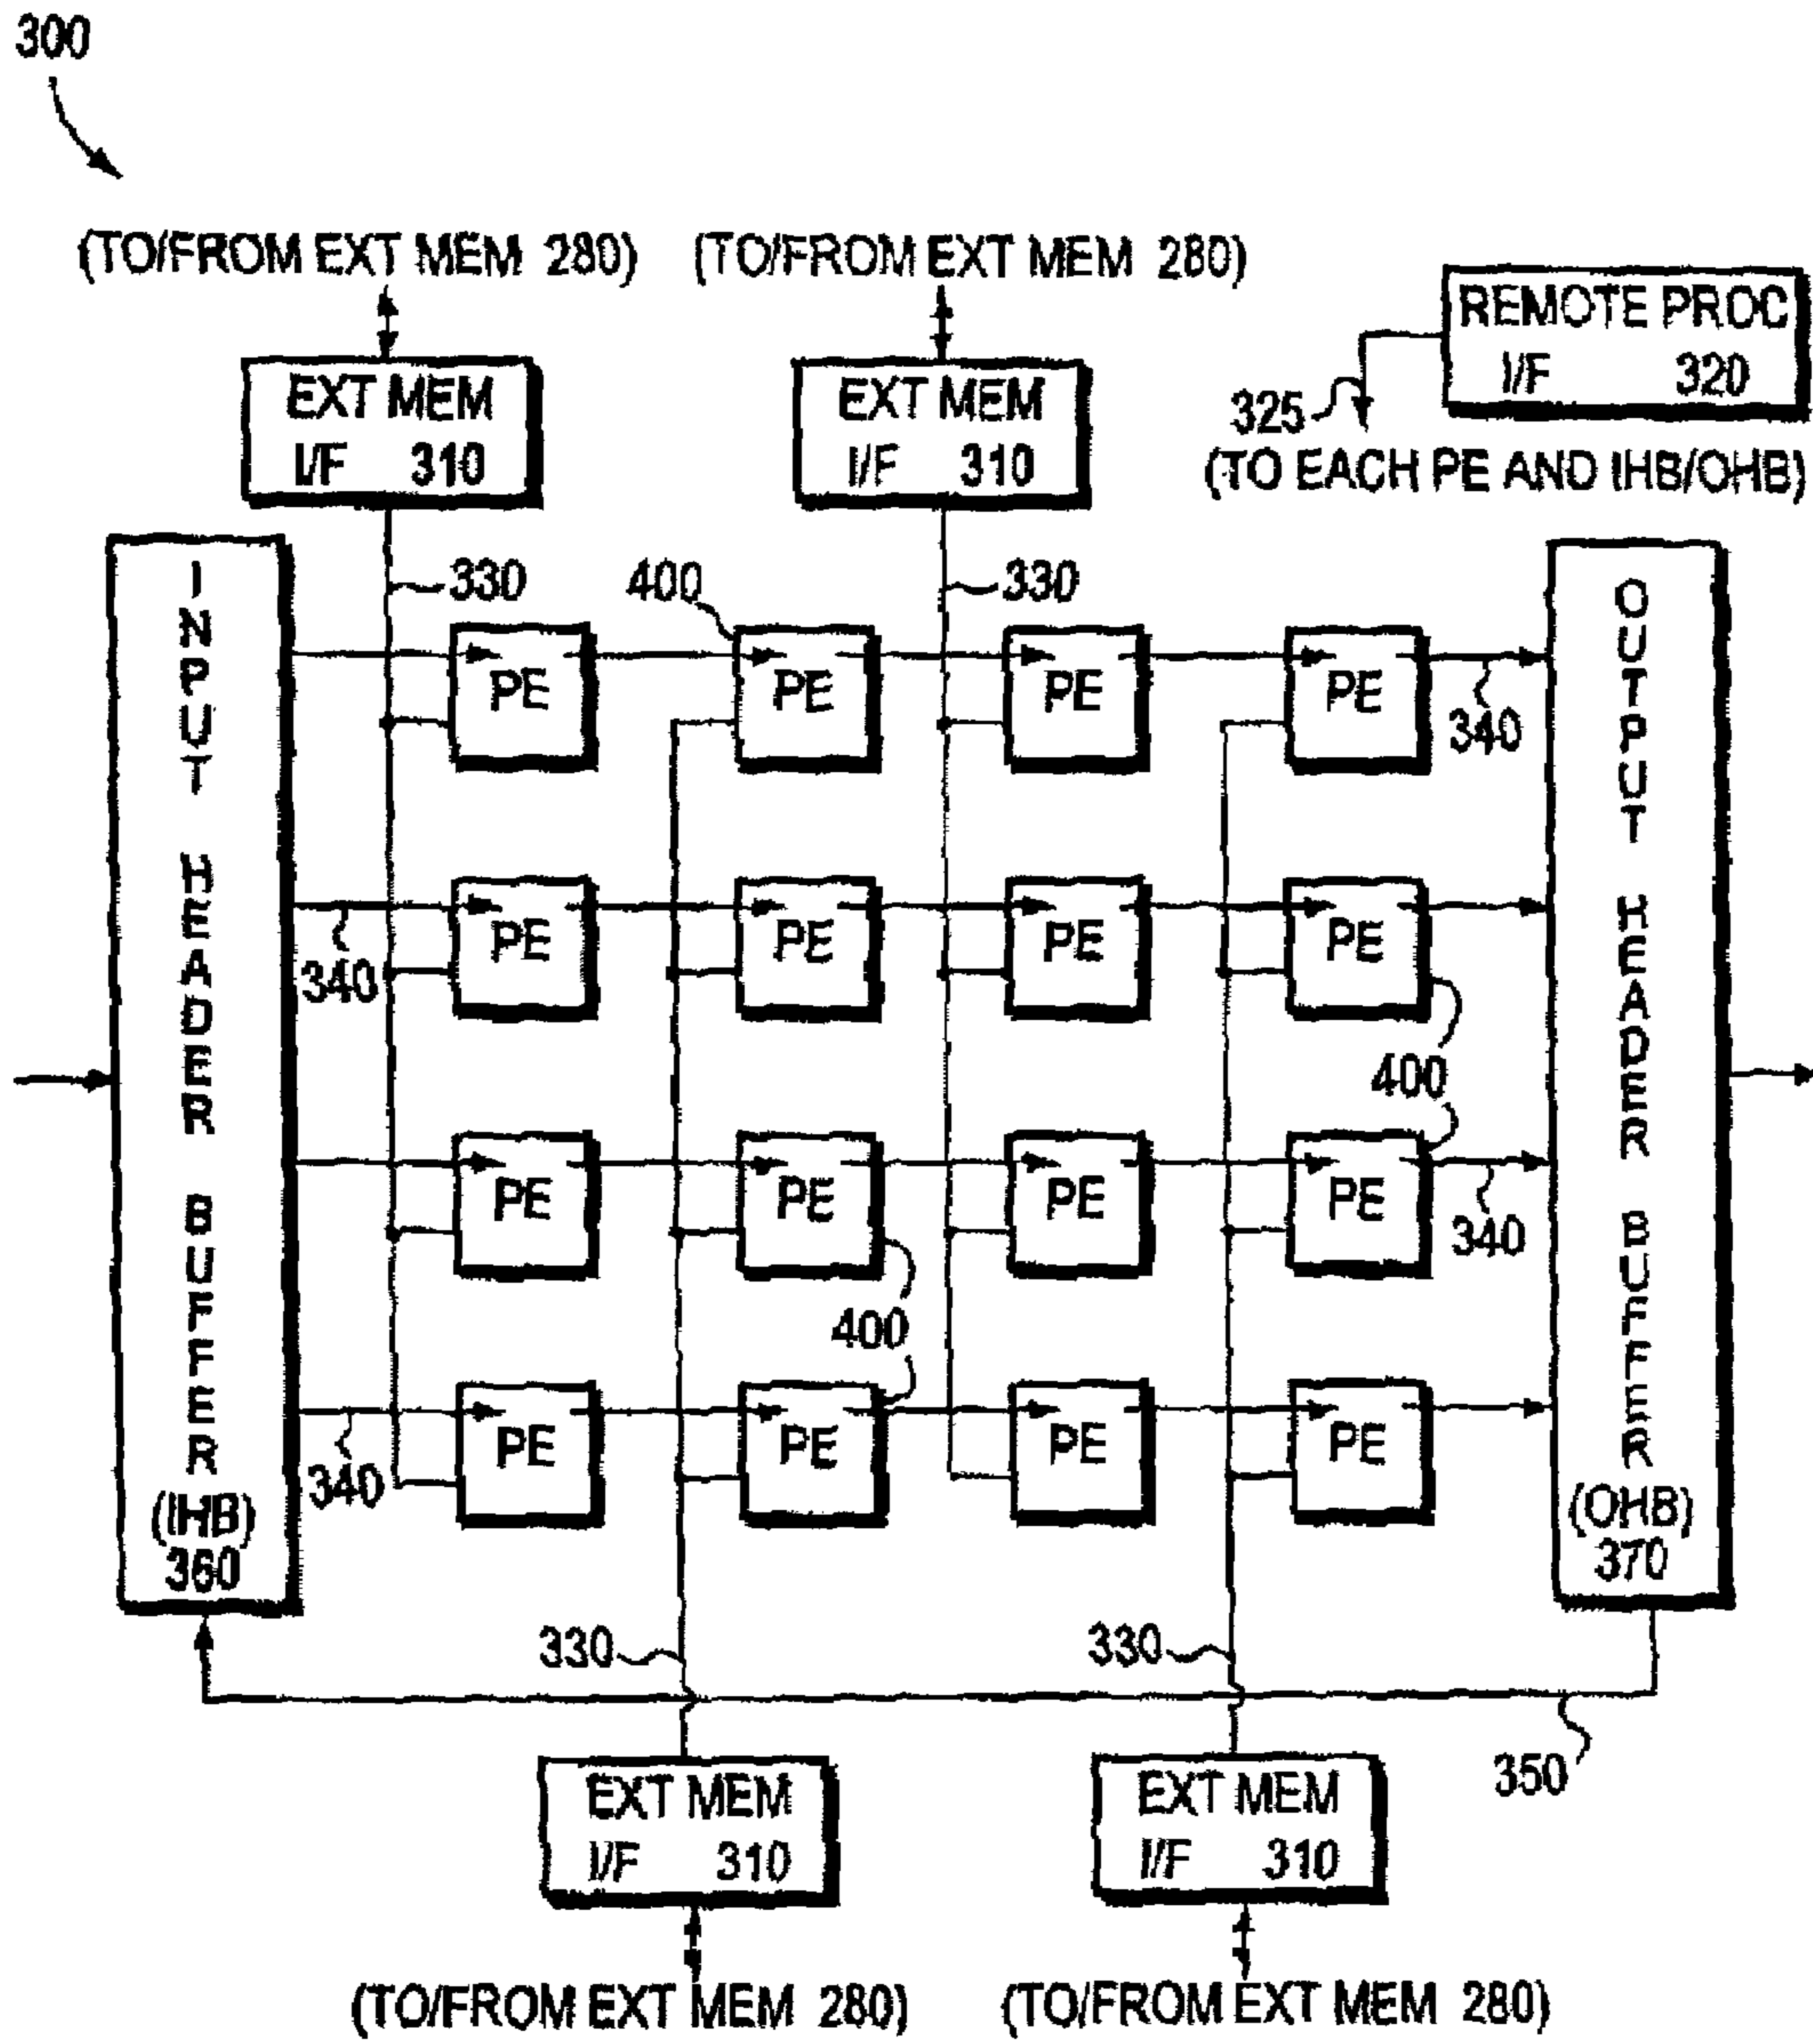 300
(TO/FROM EXT MEM 280)
(TO/FROM EXT MEM 280)
REMOTE PROC
I/F 320
EXT MEM
I/F 310
EXT MEM
I/F 310
325
(TO EACH PE AND IHB/OHB)
330
400
330
INPUT HEADER BUFFER
(IHB)
360
PE
PE
PE
PE
340
OUTPUT HEADER BUFFER
(OHB)
370
PE
PE
PE
PE
340
400
PE
PE
PE
PE
340
400
PE
PE
PE
PE
340
330
330
350
EXT MEM
I/F 310
EXT MEM
I/F 310
(TO/FROM EXT MEM 280)
(TO/FROM EXT MEM 280)